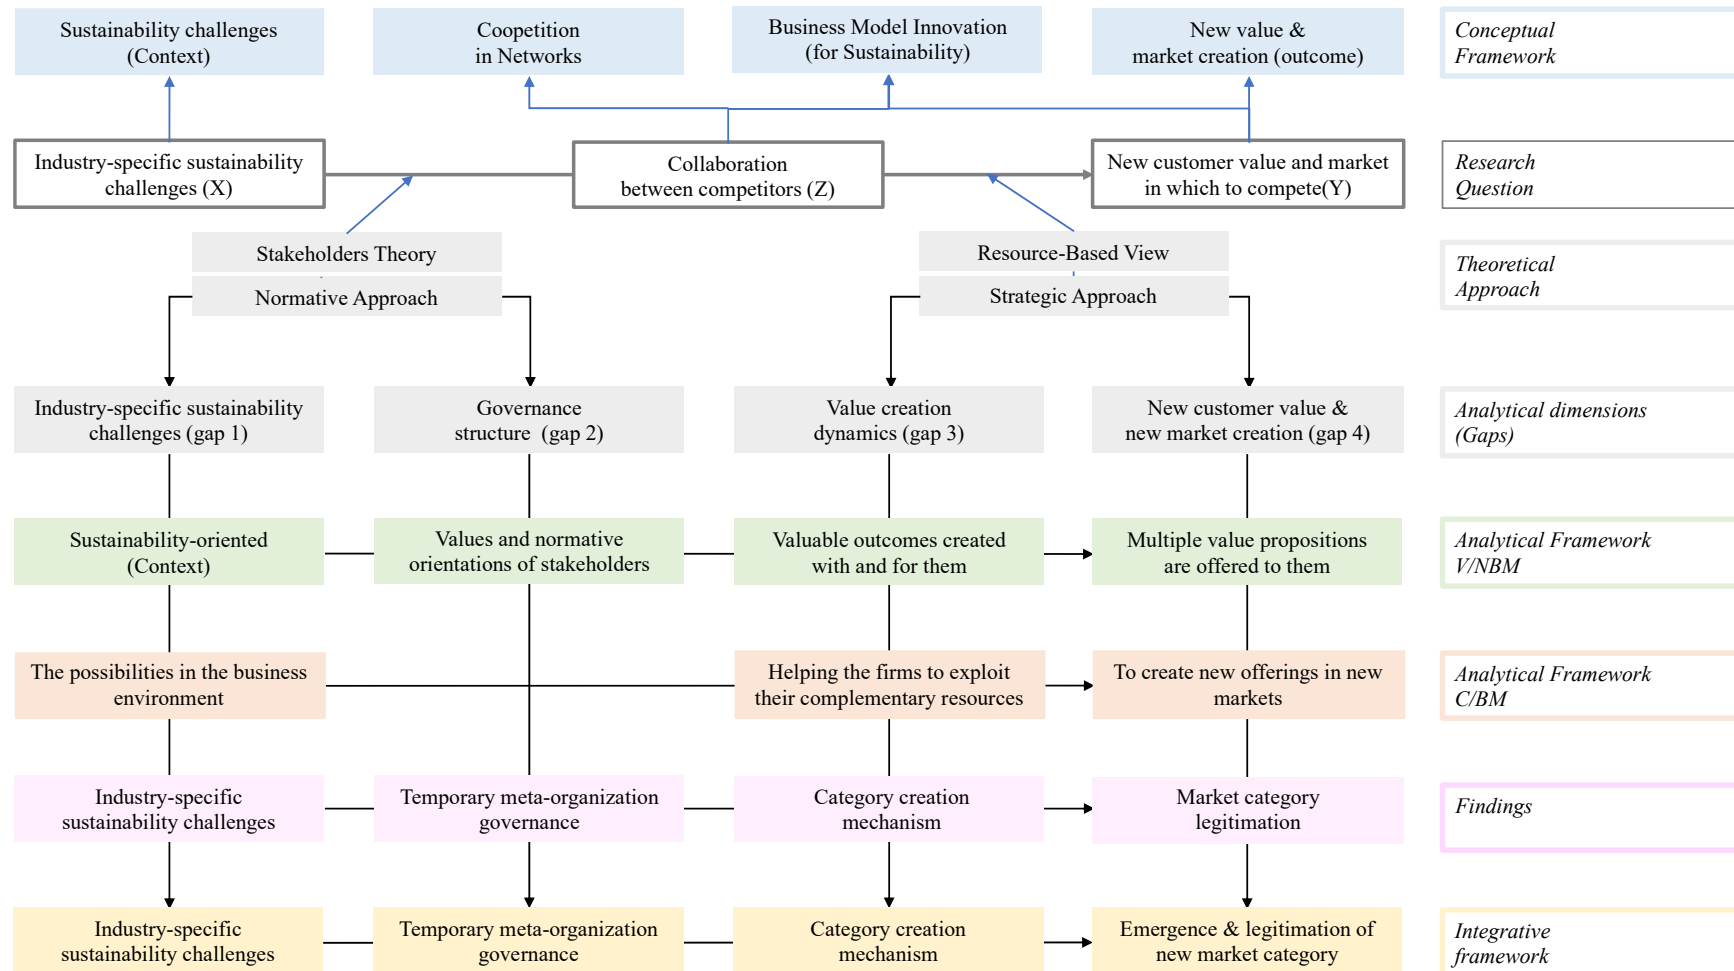 Sustainability challenges
(Context)
Coopetition
in Networks
Business Model Innovation
(for Sustainability)
New value &
market creation (outcome)
Conceptual
Framework
Industry-specific sustainability
challenges (X)
Collaboration
between competitors (Z)
New customer value and market
in which to compete(Y)
Research
Question
Stakeholders Theory
Normative Approach
Resource-Based View
Strategic Approach
Theoretical
Approach
Industry-specific sustainability
challenges (gap 1)
Governance
structure (gap 2)
Value creation
dynamics (gap 3)
New customer value &
new market creation (gap 4)
Analytical dimensions
(Gaps)
Sustainability-oriented
(Context)
Values and normative
orientations of stakeholders
Valuable outcomes created
with and for them
Multiple value propositions
are offered to them
Analytical Framework
V/NBM
The possibilities in the business
environment
Helping the firms to exploit
their complementary resources
To create new offerings in new
markets
Analytical Framework
C/BM
Industry-specific
sustainability challenges
Temporary meta-organization
governance
Category creation
mechanism
Market category
legitimation
Findings
Industry-specific
sustainability challenges
Temporary meta-organization
governance
Category creation
mechanism
Emergence & legitimation of
new market category
Integrative
framework